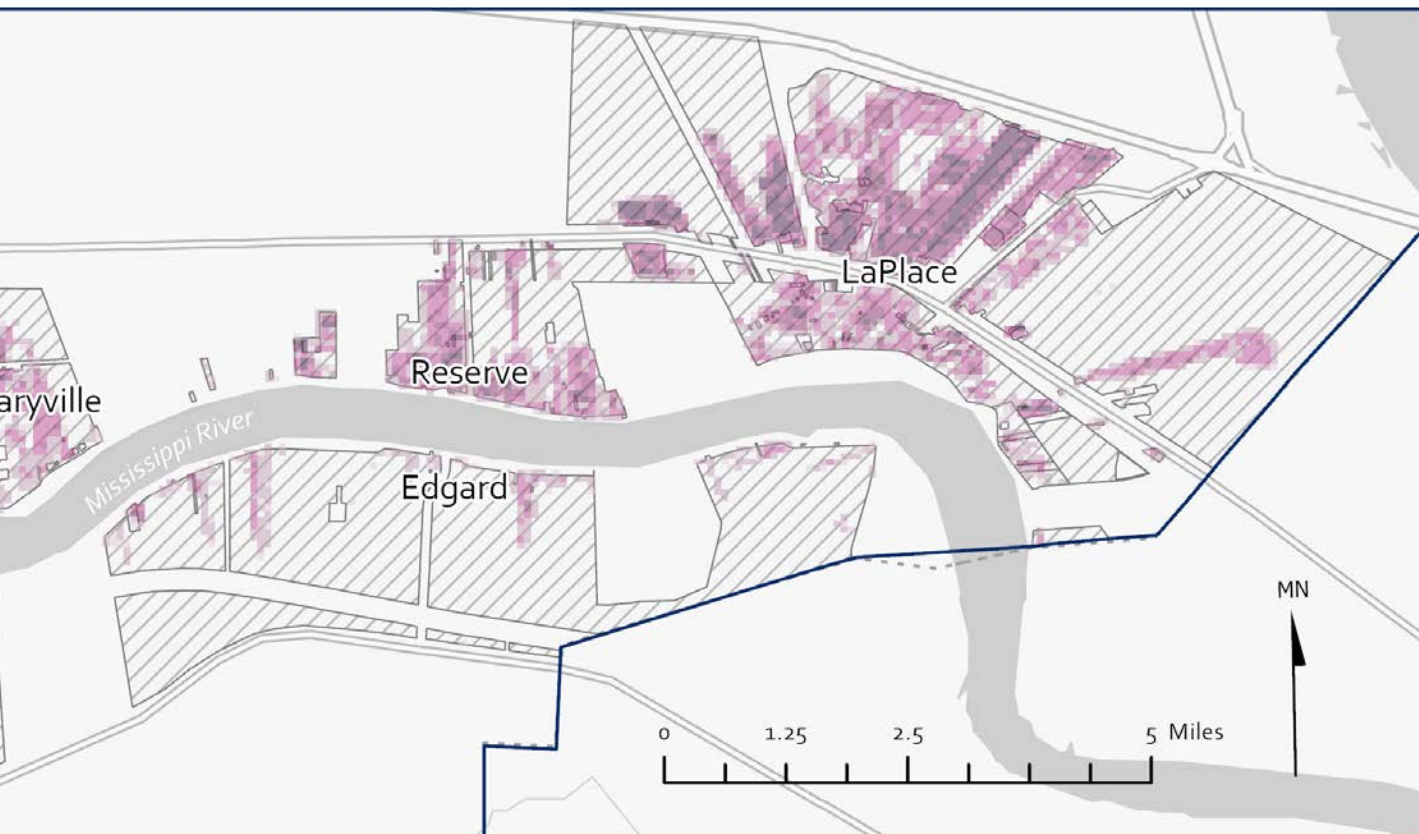 LaPlace
Reserve
aryville
Mississippi River
Edgard
MN
0 1.25 2.5 5 Miles